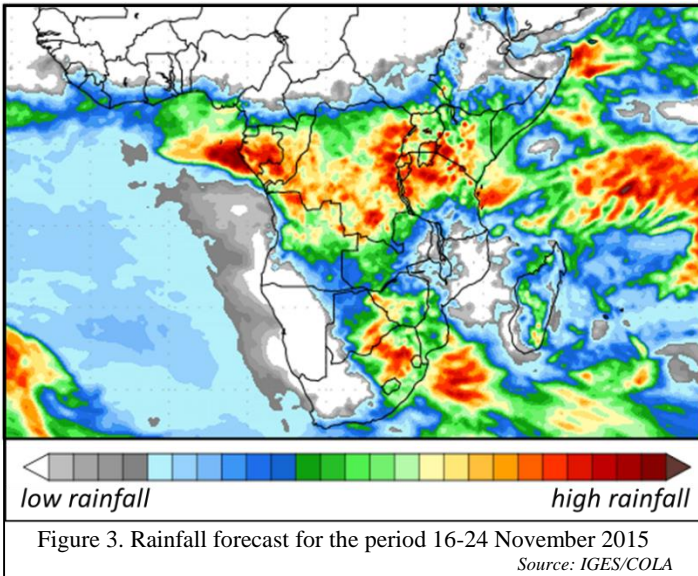 low rainfall
high rainfall
Figure 3. Rainfall forecast for the period 16-24 November 2015
Source: IGES/COLA